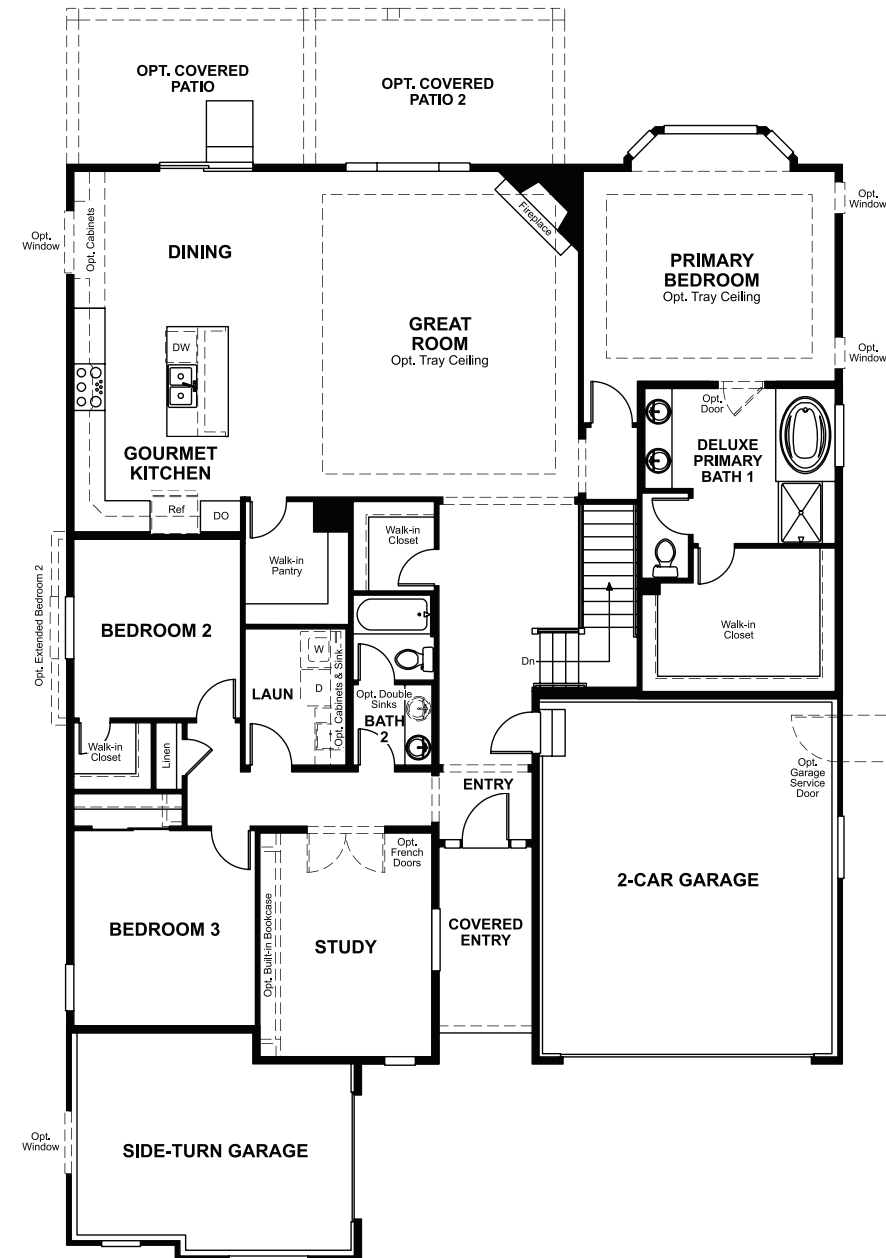 OPT. COVERED
PATIO
OPT. COVERED
PATIO 2
Opt.
Window
Opt. Cabinets
DINING
Fireplace
PRIMARY
BEDROOM
Opt. Tray Ceiling
Opt.
Window
GREAT
ROOM
Opt. Tray Ceiling
Opt.
Window
DW
GOURMET
KITCHEN
Ref
DO
Opt.
Door
DELUXE
PRIMARY
BATH 1
Walk-in
Pantry
Walk-in
Closet
Opt. Extended Bedroom 2
BEDROOM 2
Walk-in
Closet
W
D
LAUN
Opt. Cabinets & Sink
Opt. Double
Sinks
BATH
2
Dn
Walk-in
Closet
Linen
ENTRY
Opt.
Garage
Service
Door
Opt.
French
Doors
2-CAR GARAGE
BEDROOM 3
Opt. Built-in Bookcase
STUDY
COVERED
ENTRY
Opt.
Window
SIDE-TURN GARAGE